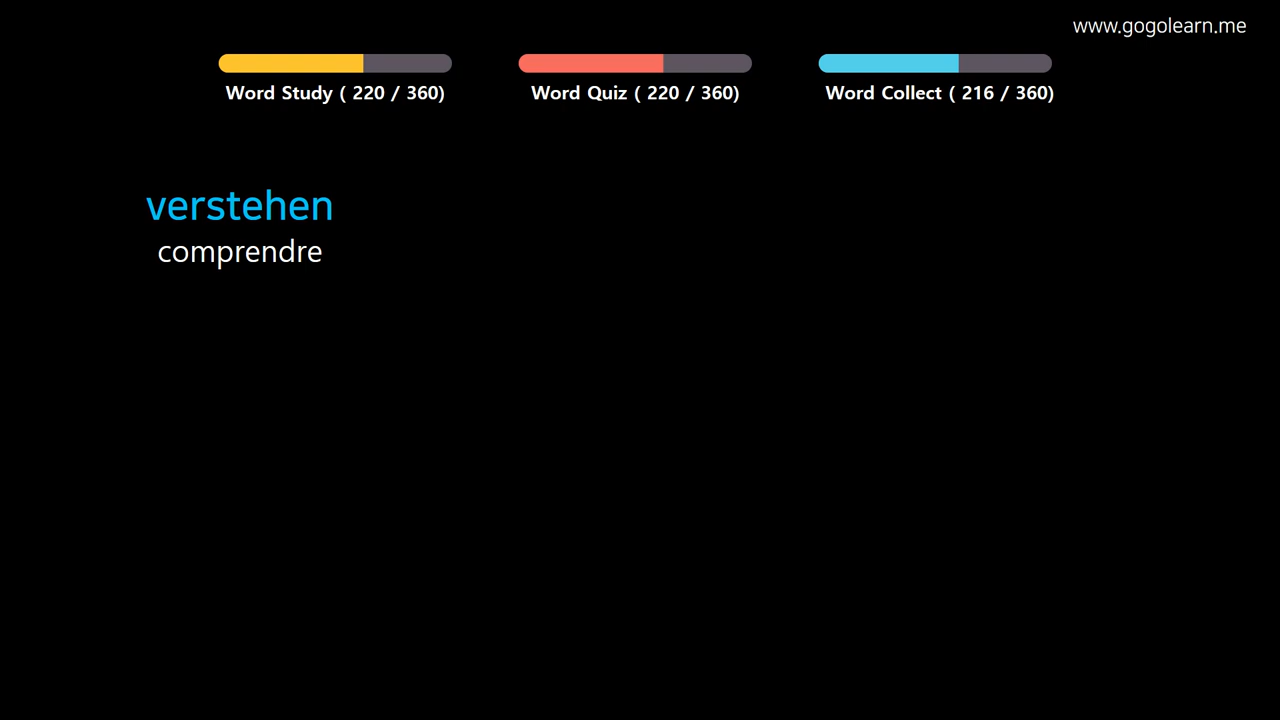 www.gogolearn.me
Word Study ( 220 / 360)
Word Quiz ( 220 / 360)
Word Collect ( 216 / 360)
verstehen
comprendre